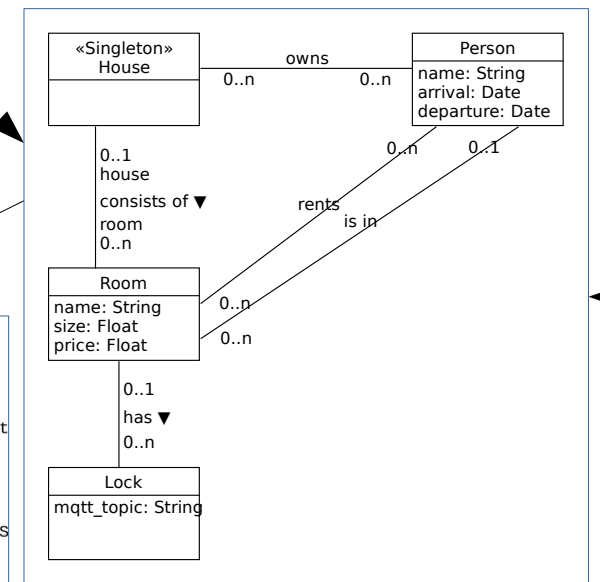 «Singleton»
House
owns
0..n
0..n
Person
name: String
arrival: Date
departure: Date
0..1
house
consists of ▼
room
0..n
0..n
0..1
rents
is in
Room
name: String
size: Float
price: Float
0..n
0..n
0..1
has ▼
0..n
Lock
mqtt_topic: String
t
s